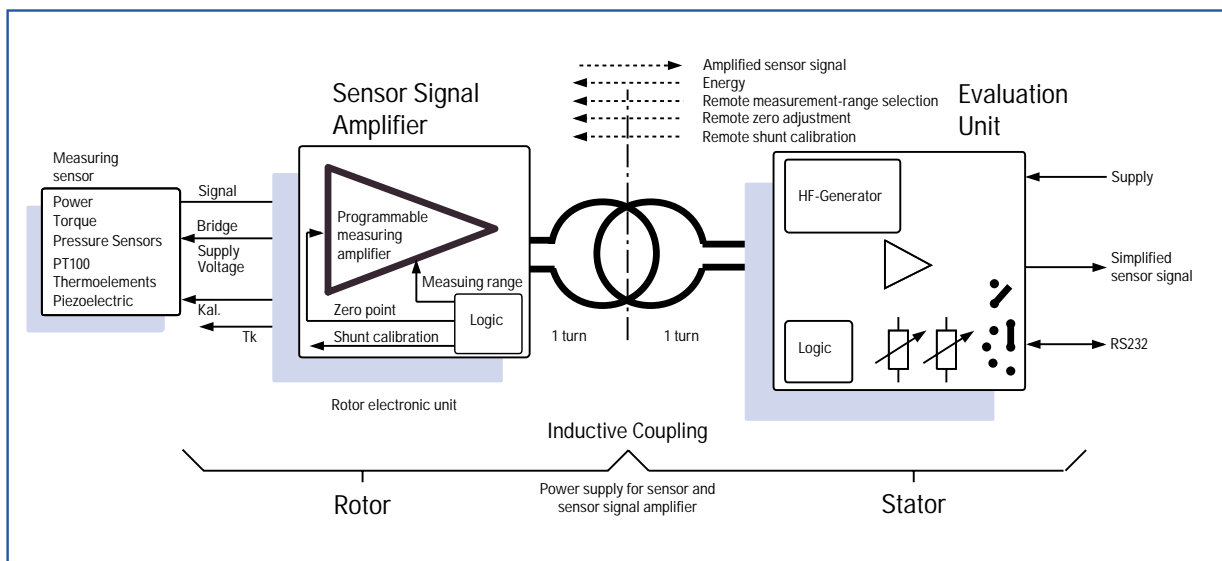 Amplified sensor signal
Energy
Remote measurement-range selection
Remote zero adjustment
Remote shunt calibration
Sensor Signal
Amplifier
Evaluation
Unit
Measuring
sensor
Power
Torque
Pressure Sensors
PT100
Thermoelements
Piezoelectric
Signal
Bridge
Supply
Voltage
Kal.
Tk
Programmable
measuring
amplifier
Measuing range
Zero point
Logic
Shunt calibration
Rotor electronic unit
1 turn
1 turn
HF-Generator
Logic
Supply
Simplified
sensor signal
RS232
Inductive Coupling
Rotor
Power supply for sensor and
sensor signal amplifier
Stator